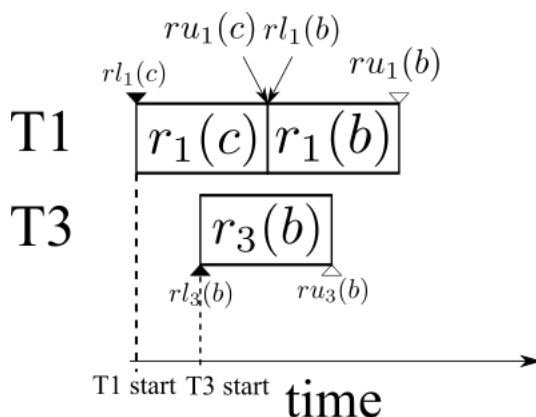 ru₁(c) rl₁(b)
rl₁(c) ru₁(b)
T1 r₁(c) r₁(b)
T3 r₃(b)
rl₃(b) ru₃(b)
T1 start T3 start time